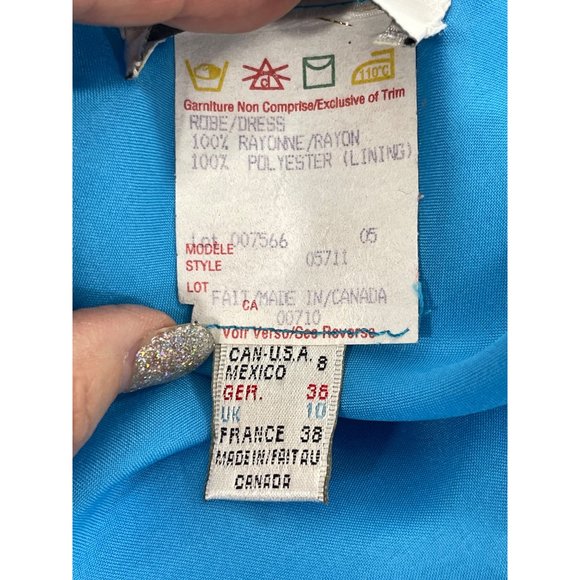 110°C
Garniture Non Comprise/Exclusive of Trim
ROBE/DRESS
100% RAYONNE/RAYON
100% POLYESTER (LINING)
Lot 007566 05
MODÈLE
STYLE 05711
LOT
FAIT/MADE IN/CANADA
CA 00710
Voir Verso/See Reverse
CAN-U.S.A. 8
MEXICO
GER. 36
UK 10
FRANCE 38
MADE IN/FAIT AU
CANADA